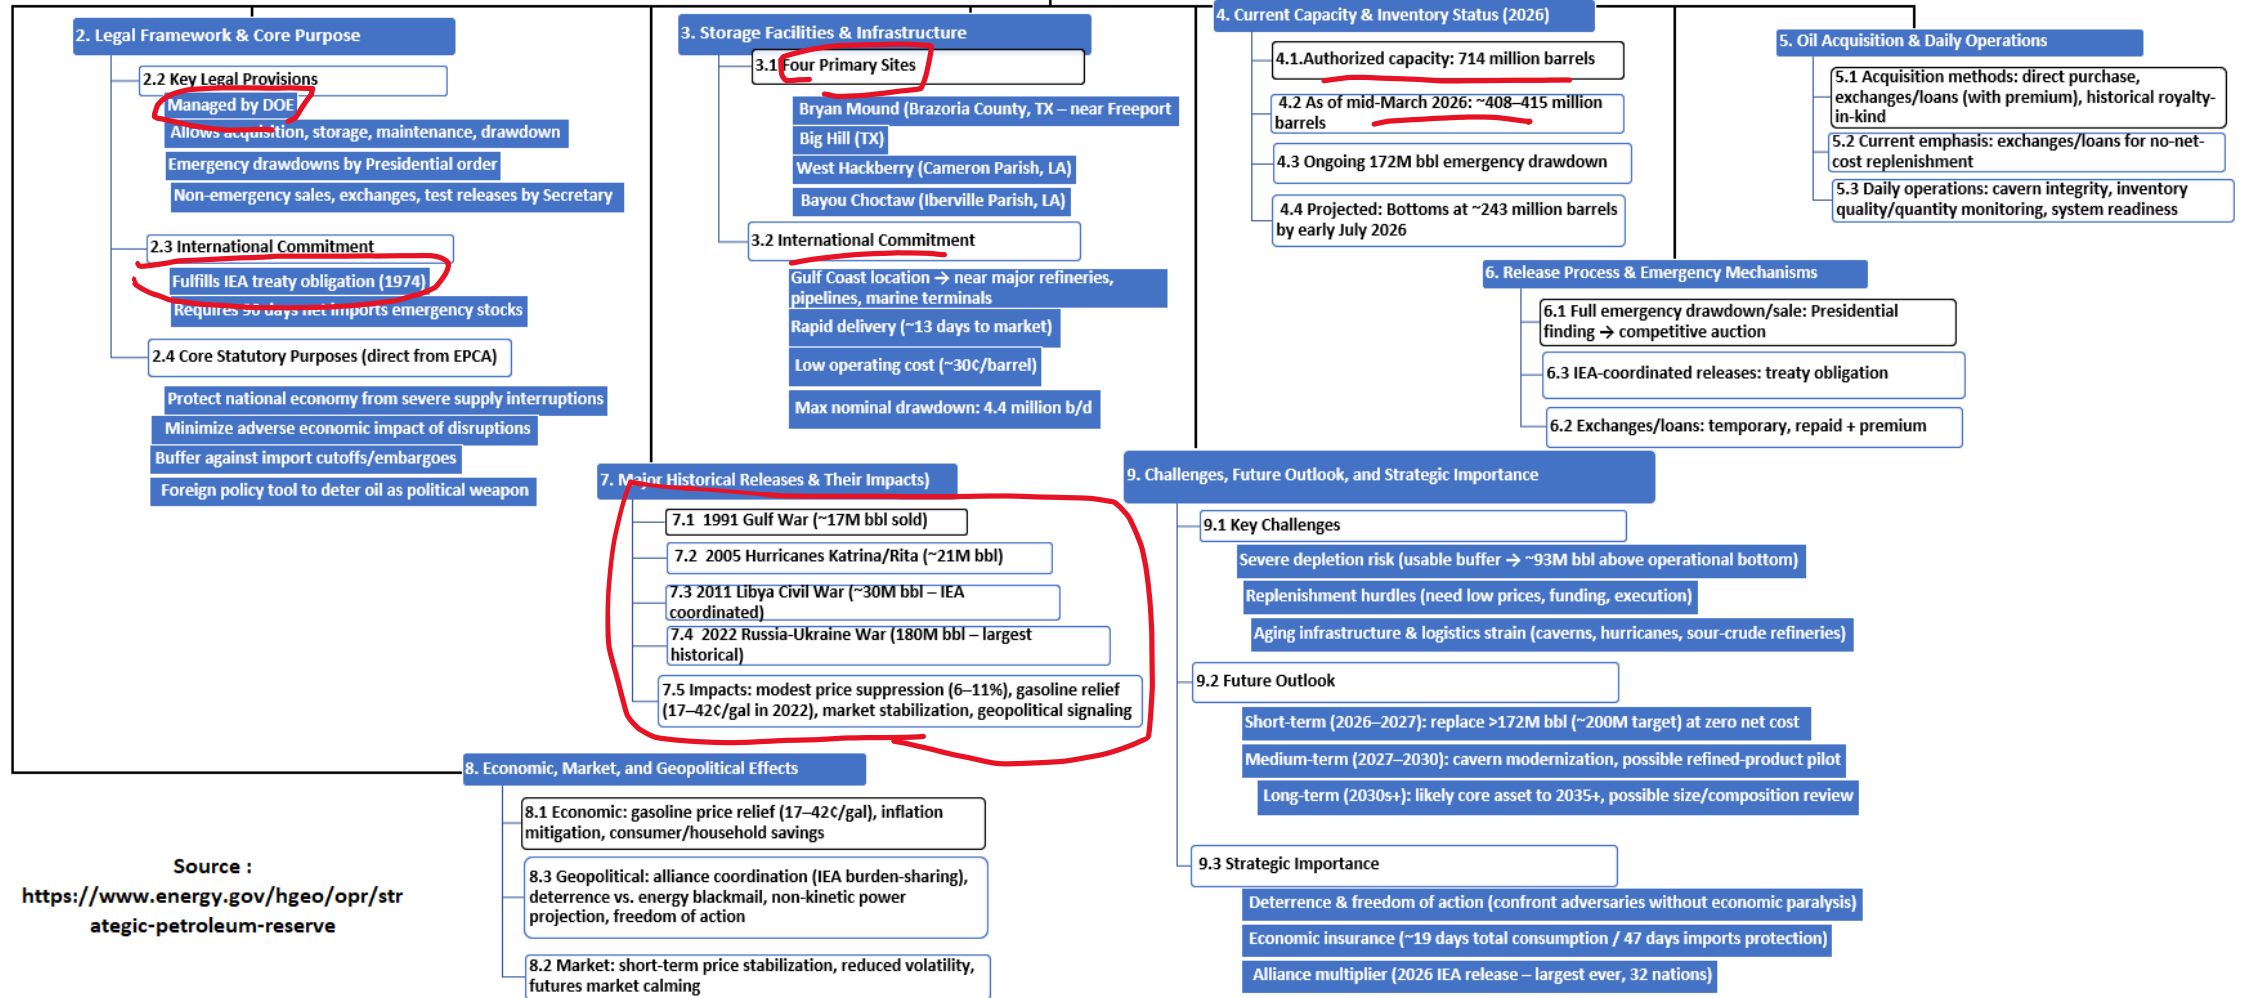 2. Legal Framework & Core Purpose
2.2 Key Legal Provisions
Managed by DOE
Allows acquisition, storage, maintenance, drawdown
Emergency drawdowns by Presidential order
Non-emergency sales, exchanges, test releases by Secretary
2.3 International Commitment
Fulfills IEA treaty obligation (1974)
Requires 90 days net imports emergency stocks
2.4 Core Statutory Purposes (direct from EPCA)
Protect national economy from severe supply interruptions
Minimize adverse economic impact of disruptions
Buffer against import cutoffs/embargoes
Foreign policy tool to deter oil as political weapon
3. Storage Facilities & Infrastructure
3.1 Four Primary Sites
Bryan Mound (Brazoria County, TX – near Freeport
Big Hill (TX)
West Hackberry (Cameron Parish, LA)
Bayou Choctaw (Iberville Parish, LA)
3.2 International Commitment
Gulf Coast location → near major refineries,
pipelines, marine terminals
Rapid delivery (~13 days to market)
Low operating cost (~30¢/barrel)
Max nominal drawdown: 4.4 million b/d
4. Current Capacity & Inventory Status (2026)
4.1.Authorized capacity: 714 million barrels
4.2 As of mid-March 2026: ~408–415 million
barrels
4.3 Ongoing 172M bbl emergency drawdown
4.4 Projected: Bottoms at ~243 million barrels
by early July 2026
5. Oil Acquisition & Daily Operations
5.1 Acquisition methods: direct purchase,
exchanges/loans (with premium), historical royalty-
in-kind
5.2 Current emphasis: exchanges/loans for no-net-
cost replenishment
5.3 Daily operations: cavern integrity, inventory
quality/quantity monitoring, system readiness
6. Release Process & Emergency Mechanisms
6.1 Full emergency drawdown/sale: Presidential
finding → competitive auction
6.3 IEA-coordinated releases: treaty obligation
6.2 Exchanges/loans: temporary, repaid + premium
7. Major Historical Releases & Their Impacts)
7.1 1991 Gulf War (~17M bbl sold)
7.2 2005 Hurricanes Katrina/Rita (~21M bbl)
7.3 2011 Libya Civil War (~30M bbl – IEA
coordinated)
7.4 2022 Russia-Ukraine War (180M bbl – largest
historical)
7.5 Impacts: modest price suppression (6–11%), gasoline relief
(17–42¢/gal in 2022), market stabilization, geopolitical signaling
8. Economic, Market, and Geopolitical Effects
8.1 Economic: gasoline price relief (17–42¢/gal), inflation
mitigation, consumer/household savings
8.3 Geopolitical: alliance coordination (IEA burden-sharing),
deterrence vs. energy blackmail, non-kinetic power
projection, freedom of action
8.2 Market: short-term price stabilization, reduced volatility,
futures market calming
9. Challenges, Future Outlook, and Strategic Importance
9.1 Key Challenges
Severe depletion risk (usable buffer → ~93M bbl above operational bottom)
Replenishment hurdles (need low prices, funding, execution)
Aging infrastructure & logistics strain (caverns, hurricanes, sour-crude refineries)
9.2 Future Outlook
Short-term (2026–2027): replace >172M bbl (~200M target) at zero net cost
Medium-term (2027–2030): cavern modernization, possible refined-product pilot
Long-term (2030s+): likely core asset to 2035+, possible size/composition review
9.3 Strategic Importance
Deterrence & freedom of action (confront adversaries without economic paralysis)
Economic insurance (~19 days total consumption / 47 days imports protection)
Alliance multiplier (2026 IEA release – largest ever, 32 nations)
Source :
https://www.energy.gov/hgeo/opr/str
ategic-petroleum-reserve